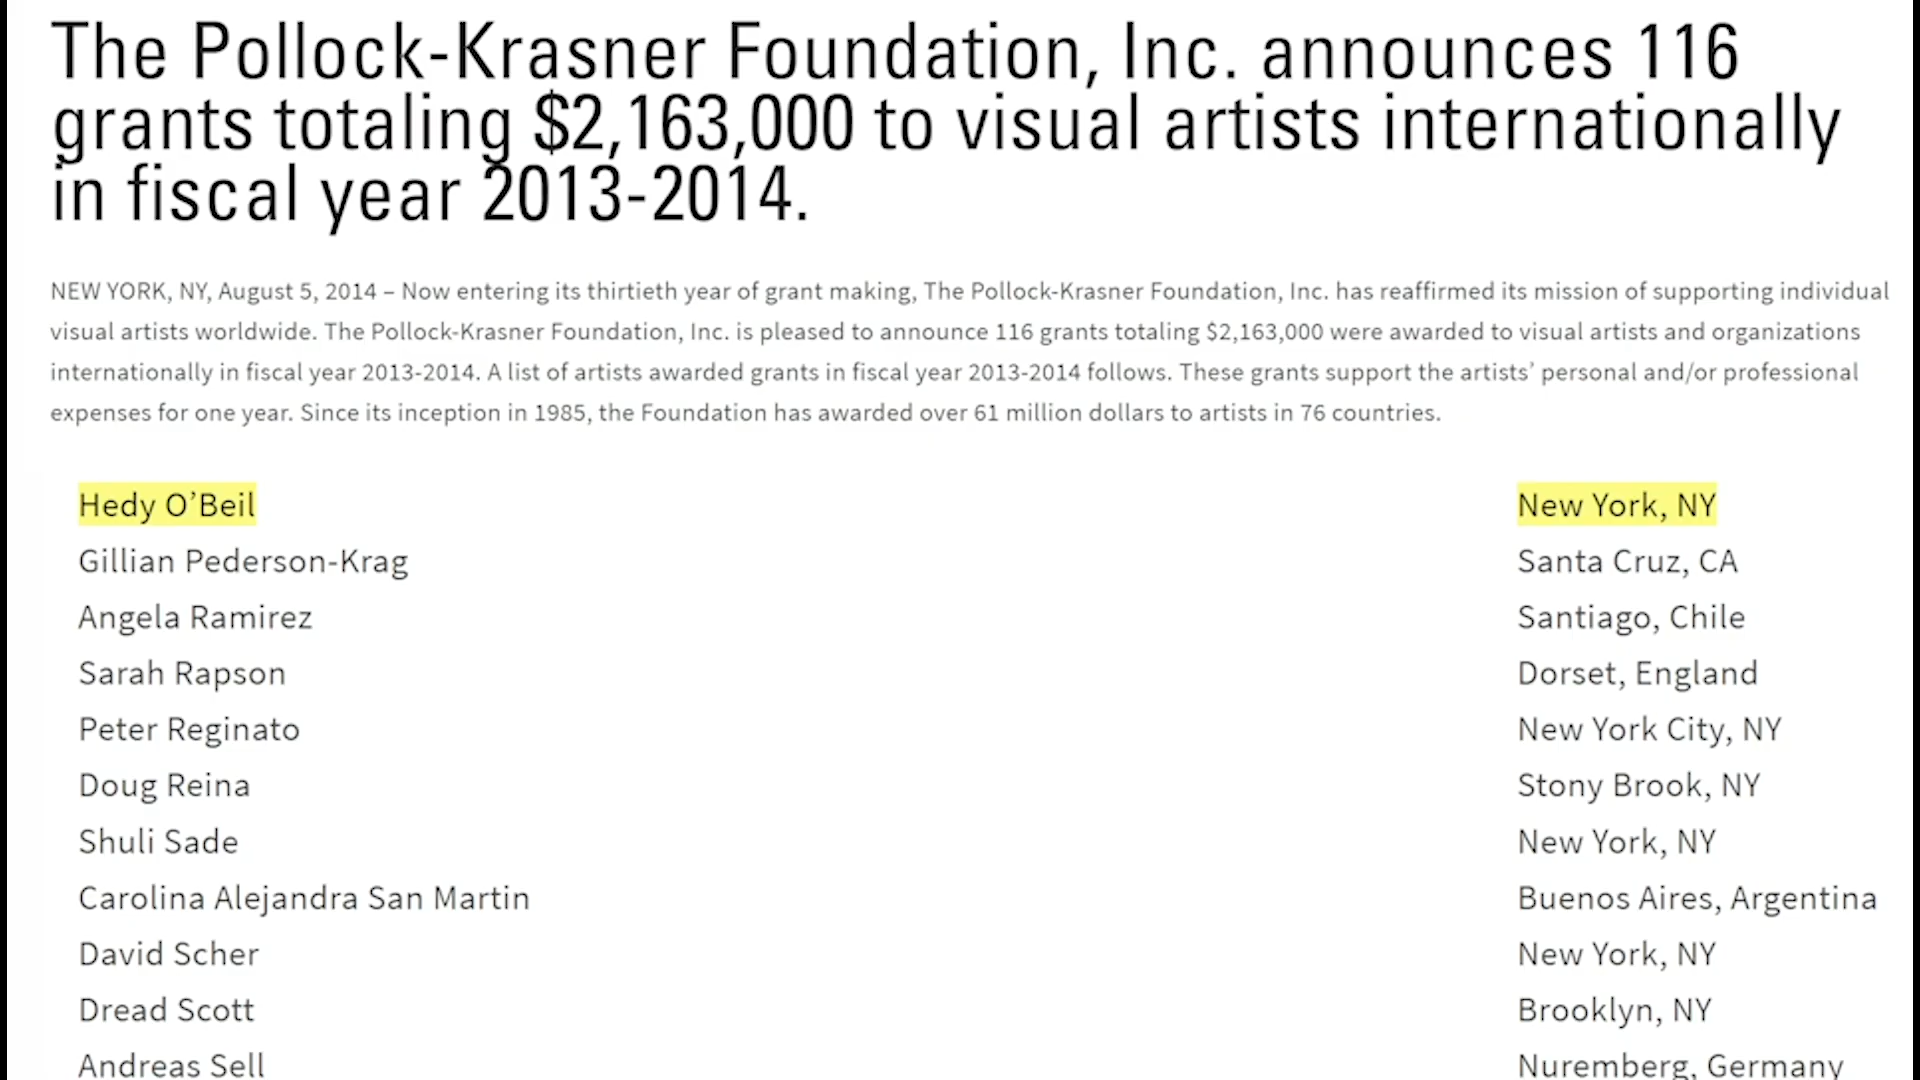 The Pollock-Krasner Foundation, Inc. announces 116
grants totaling $2,163,000 to visual artists internationally
in fiscal year 2013-2014.
NEW YORK, NY, August 5, 2014 – Now entering its thirtieth year of grant making, The Pollock-Krasner Foundation, Inc. has reaffirmed its mission of supporting individual
visual artists worldwide. The Pollock-Krasner Foundation, Inc. is pleased to announce 116 grants totaling $2,163,000 were awarded to visual artists and organizations
internationally in fiscal year 2013-2014. A list of artists awarded grants in fiscal year 2013-2014 follows. These grants support the artists’ personal and/or professional
expenses for one year. Since its inception in 1985, the Foundation has awarded over 61 million dollars to artists in 76 countries.
Hedy O’Beil New York, NY
Gillian Pederson-Krag Santa Cruz, CA
Angela Ramirez Santiago, Chile
Sarah Rapson Dorset, England
Peter Reginato New York City, NY
Doug Reina Stony Brook, NY
Shuli Sade New York, NY
Carolina Alejandra San Martin Buenos Aires, Argentina
David Scher New York, NY
Dread Scott Brooklyn, NY
Andreas Sell Nuremberg, Germany